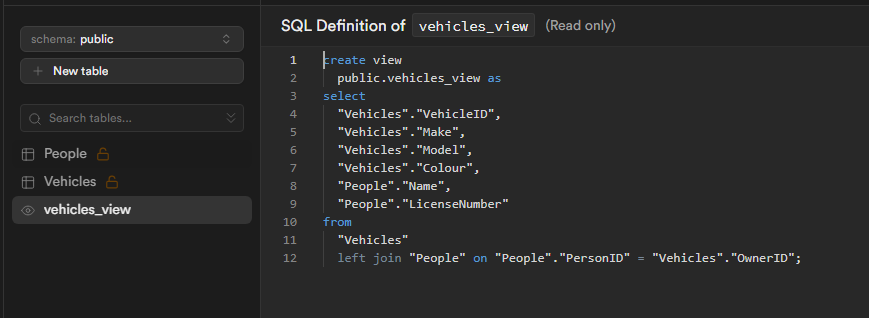 schema: public
New table
Search tables...
People
Vehicles
vehicles_view
SQL Definition of vehicles_view (Read only)
1 create view
2   public.vehicles_view as
3 select
4   "Vehicles"."VehicleID",
5   "Vehicles"."Make",
6   "Vehicles"."Model",
7   "Vehicles"."Colour",
8   "People"."Name",
9   "People"."LicenseNumber"
10 from
11   "Vehicles"
12   left join "People" on "People"."PersonID" = "Vehicles"."OwnerID";